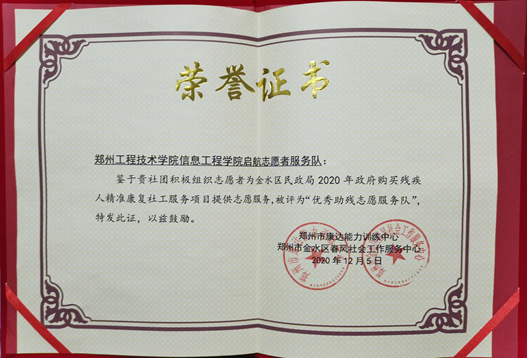 荣誉证书
郑州工程技术学院信息工程学院启航志愿者服务队：
鉴于贵社团积极组织志愿者为金水区民政局2020年政府购买残疾
人精准康复社工服务项目提供志愿服务，被评为“优秀助残志愿服务队”，
特发此证，以兹鼓励。
郑州市康达能力训练中心
郑州市金水区春风社会工作服务中心
2020年12月5日